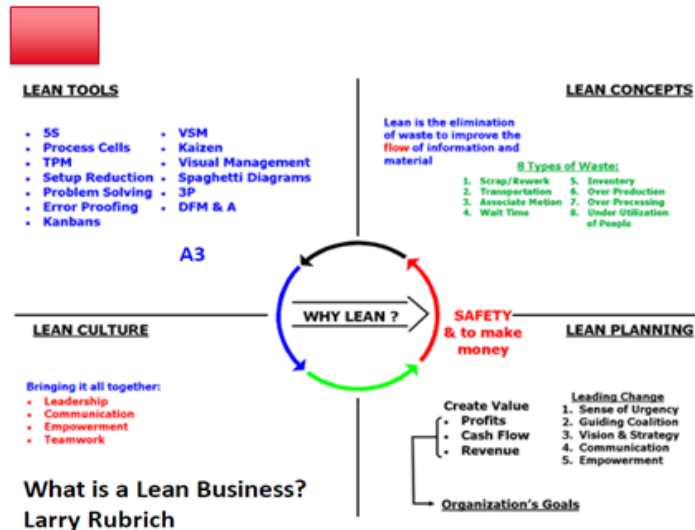 LEAN TOOLS
• 5S
• Process Cells
• TPM
• Setup Reduction
• Problem Solving
• Error Proofing
• Kanbans
• VSM
• Kaizen
• Visual Management
• Spaghetti Diagrams
• 3P
• DFM & A
A3
LEAN CONCEPTS
Lean is the elimination
of waste to improve the
flow of information and
material
8 Types of Waste:
1. Scrap/Rework
2. Transportation
3. Associate Motion
4. Wait Time
5. Inventory
6. Over Production
7. Over Processing
8. Under Utilization
of People
WHY LEAN ?
SAFETY
& to make
money
LEAN CULTURE
Bringing it all together:
• Leadership
• Communication
• Empowerment
• Teamwork
LEAN PLANNING
Create Value
• Profits
• Cash Flow
• Revenue
Leading Change
1. Sense of Urgency
2. Guiding Coalition
3. Vision & Strategy
4. Communication
5. Empowerment
Organization's Goals
What is a Lean Business?
Larry Rubrich